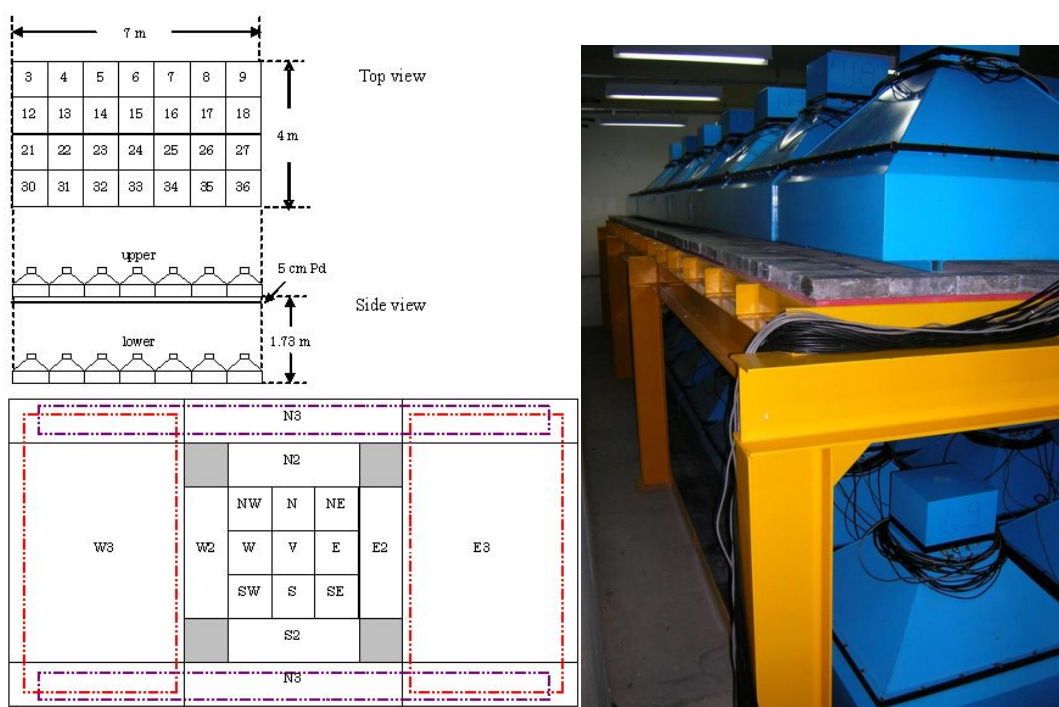 7 m
Top view
3 4 5 6 7 8 9
12 13 14 15 16 17 18
4 m
21 22 23 24 25 26 27
30 31 32 33 34 35 36
upper
5 cm Pd
Side view
lower
1.73 m
N3
N2
NW N NE
W3 W2 W V E E2 E3
SW S SE
S2
N3